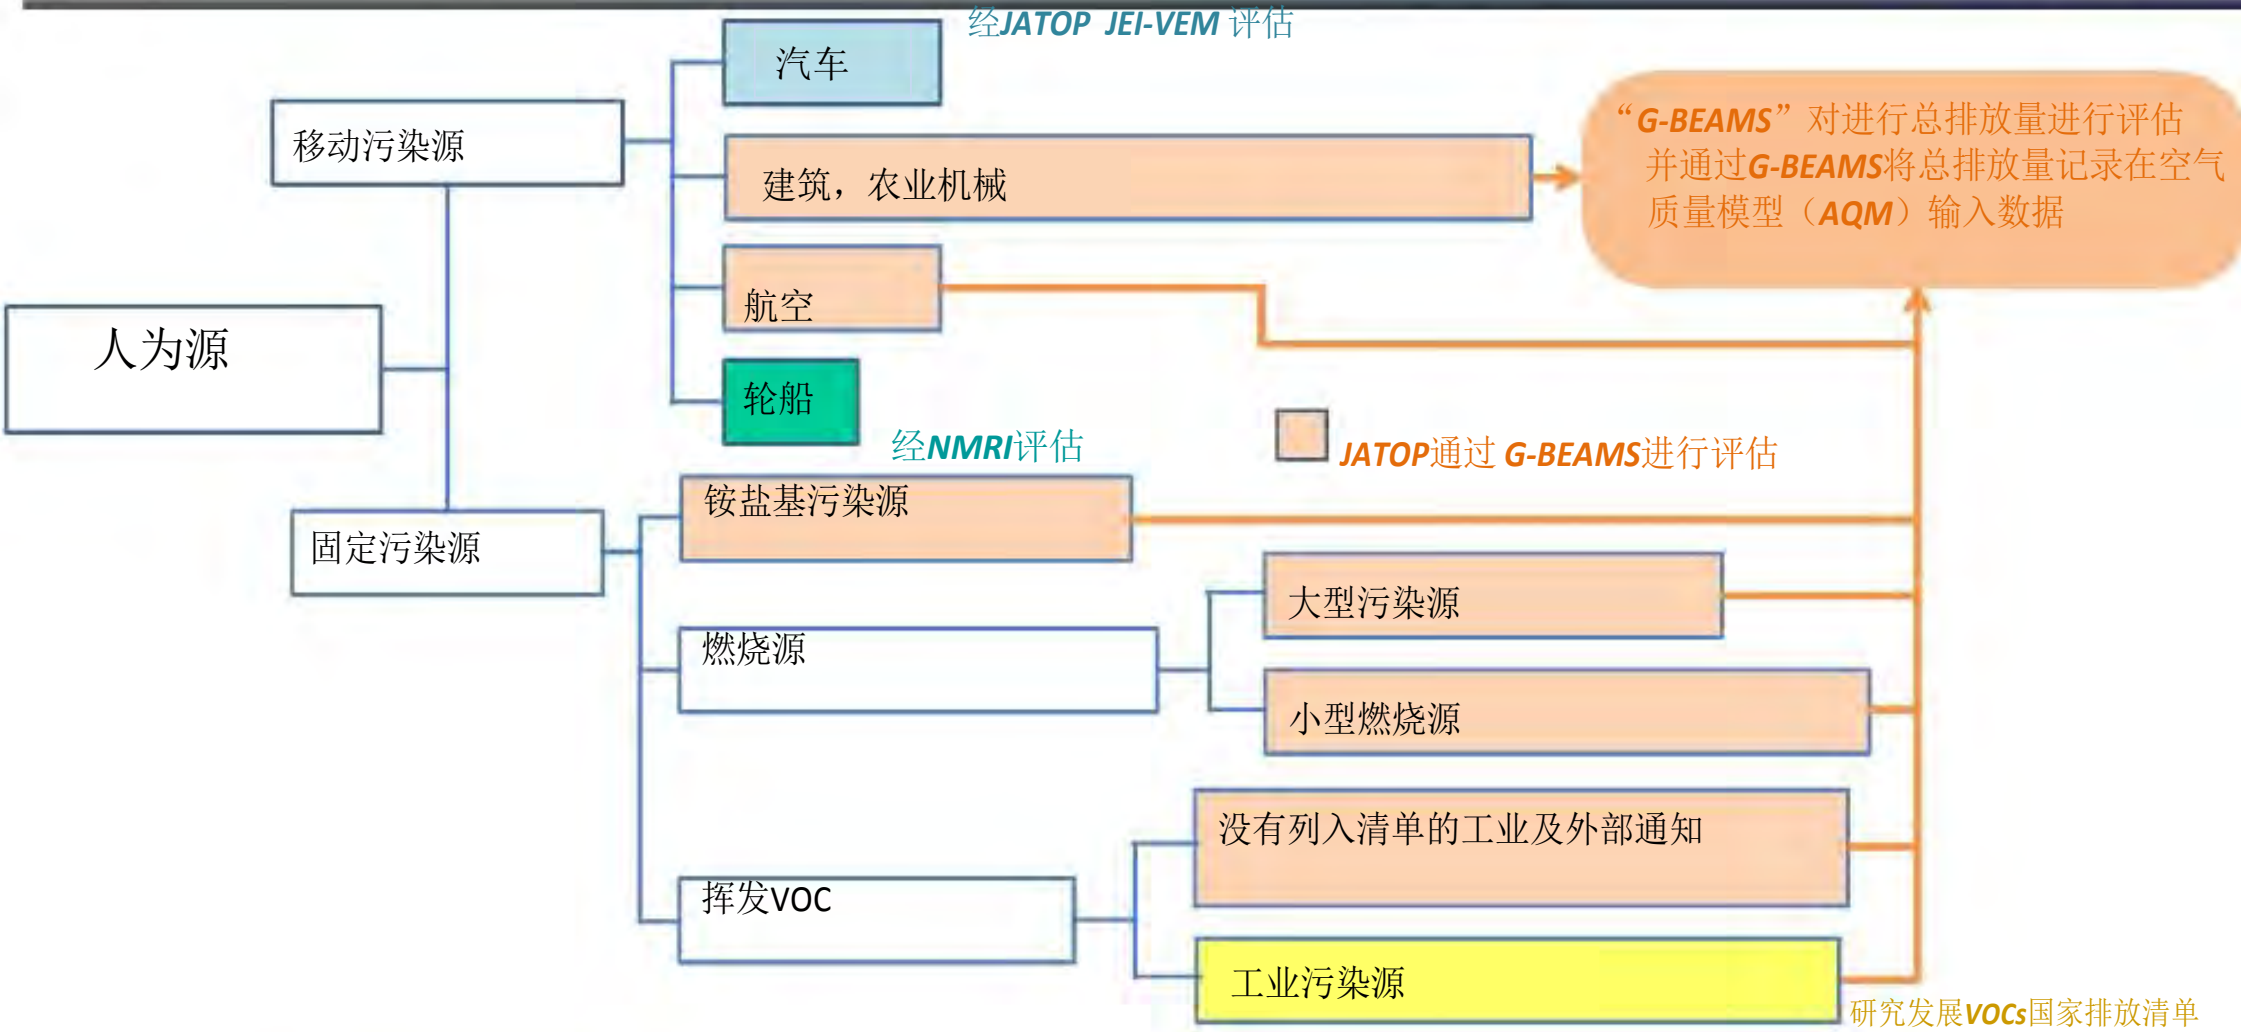 经JATOP JEI-VEM 评估
汽车
移动污染源
建筑，农业机械
“G-BEAMS”对进行总排放量进行评估
并通过G-BEAMS将总排放量记录在空气
质量模型（AQM）输入数据
航空
人为源
轮船
经NMRI评估
JATOP通过 G-BEAMS进行评估
铵盐基污染源
固定污染源
大型污染源
燃烧源
小型燃烧源
没有列入清单的工业及外部通知
挥发VOC
工业污染源
研究发展VOCs国家排放清单